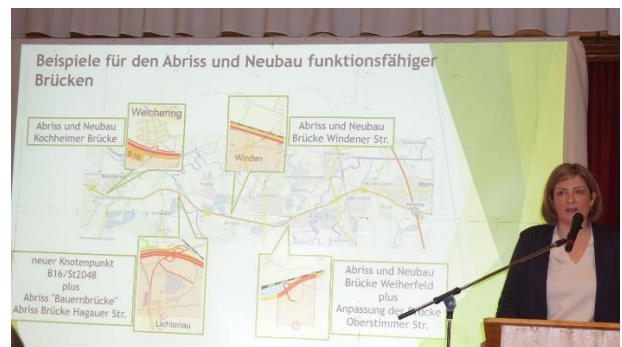 Beispiele für den Abriss und Neubau funktionsfähiger
Brücken
Weichering
Abriss und Neubau
Kochheimer Brücke
B 16
Winden
Abriss und Neubau
Brücke Windener Str.
neuer Knotenpunkt
B16/St2048
plus
Abriss "Bauernbrücke"
Abriss Brücke Hagauer Str.
Lichtenau
Abriss und Neubau
Brücke Weiherfeld
plus
Anpassung der Brücke
Oberstimmer Str.